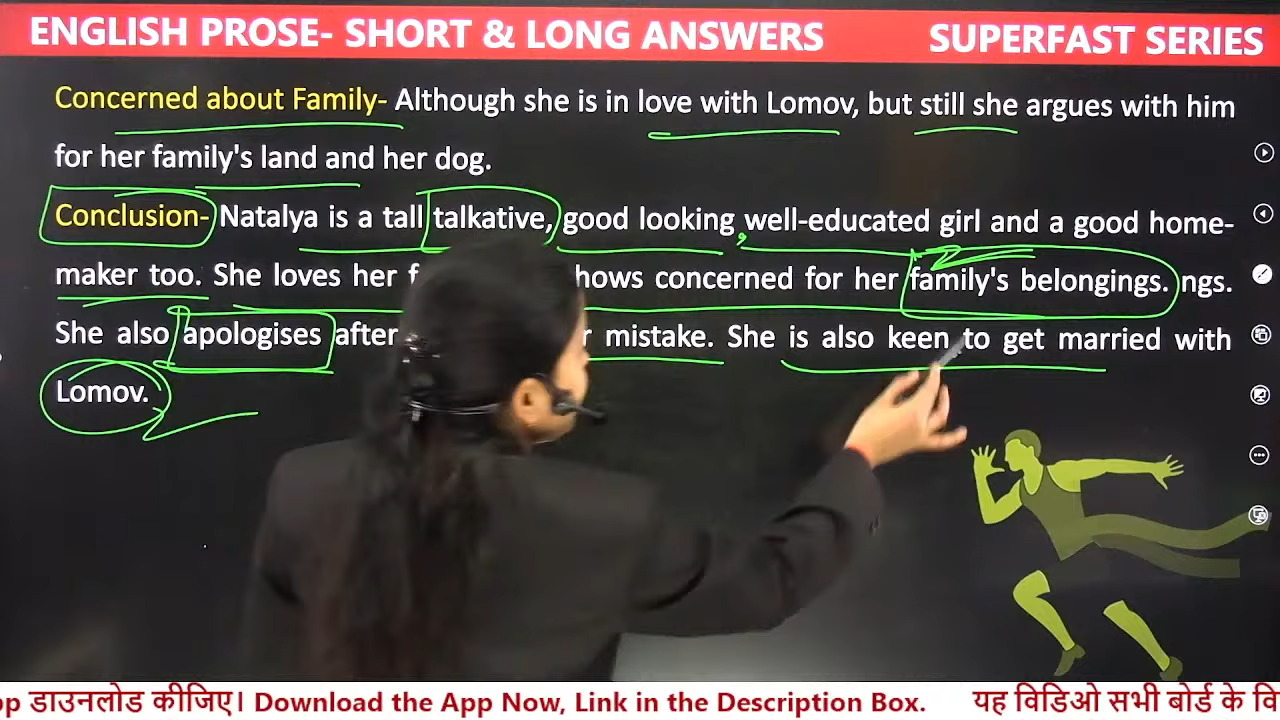 ENGLISH PROSE- SHORT & LONG ANSWERS SUPERFAST SERIES
Concerned about Family- Although she is in love with Lomov, but still she argues with him
for her family's land and her dog.
Conclusion- Natalya is a tall talkative, good looking, well-educated girl and a good home-
maker too. She loves her hows concerned for her family's belongings. ngs.
She also apologises after mistake. She is also keen to get married with
Lomov.
pp डाउनलोड कीजिए। Download the App Now, Link in the Description Box. यह विडिओ सभी बोर्ड के वि